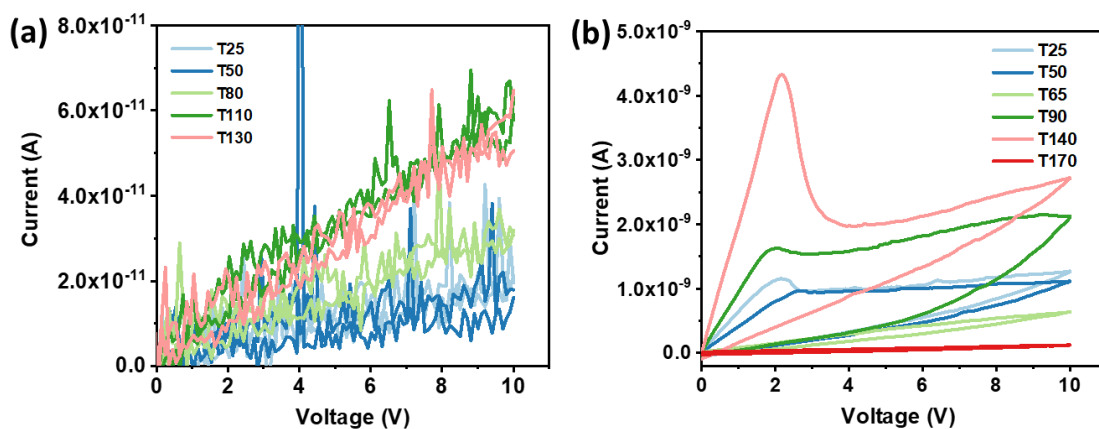 (a)
8.0x10⁻¹¹
6.0x10⁻¹¹
4.0x10⁻¹¹
2.0x10⁻¹¹
0.0
Current (A)
T25
T50
T80
T110
T130
0 2 4 6 8 10
Voltage (V)
(b)
5.0x10⁻⁹
4.0x10⁻⁹
3.0x10⁻⁹
2.0x10⁻⁹
1.0x10⁻⁹
0.0
Current (A)
T25
T50
T65
T90
T140
T170
0 2 4 6 8 10
Voltage (V)